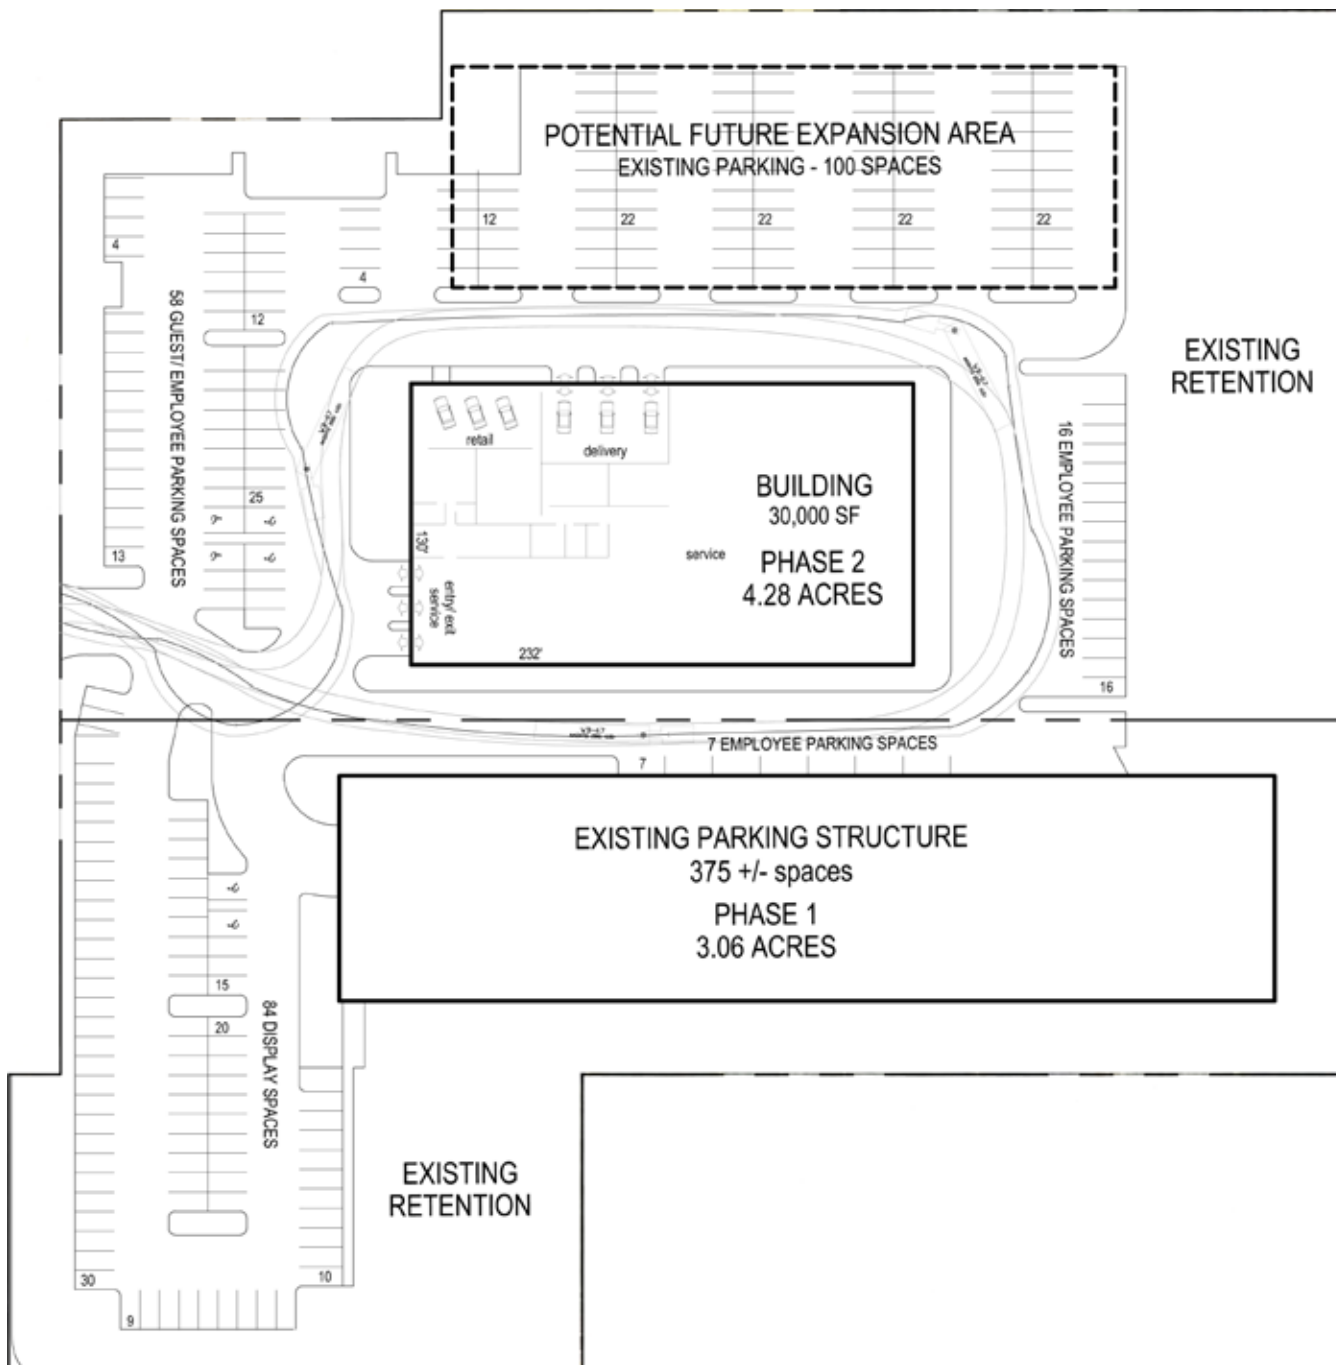 POTENTIAL FUTURE EXPANSION AREA
EXISTING PARKING - 100 SPACES
12
22
22
22
22
4
4
12
58 GUEST/ EMPLOYEE PARKING SPACES
25
13
EXISTING
RETENTION
retail
delivery
BUILDING
30,000 SF
service
PHASE 2
4.28 ACRES
130'
entry/ exit
service
232'
16 EMPLOYEE PARKING SPACES
16
7 EMPLOYEE PARKING SPACES
7
EXISTING PARKING STRUCTURE
375 +/- spaces
PHASE 1
3.06 ACRES
15
20
84 DISPLAY SPACES
EXISTING
RETENTION
30
10
9